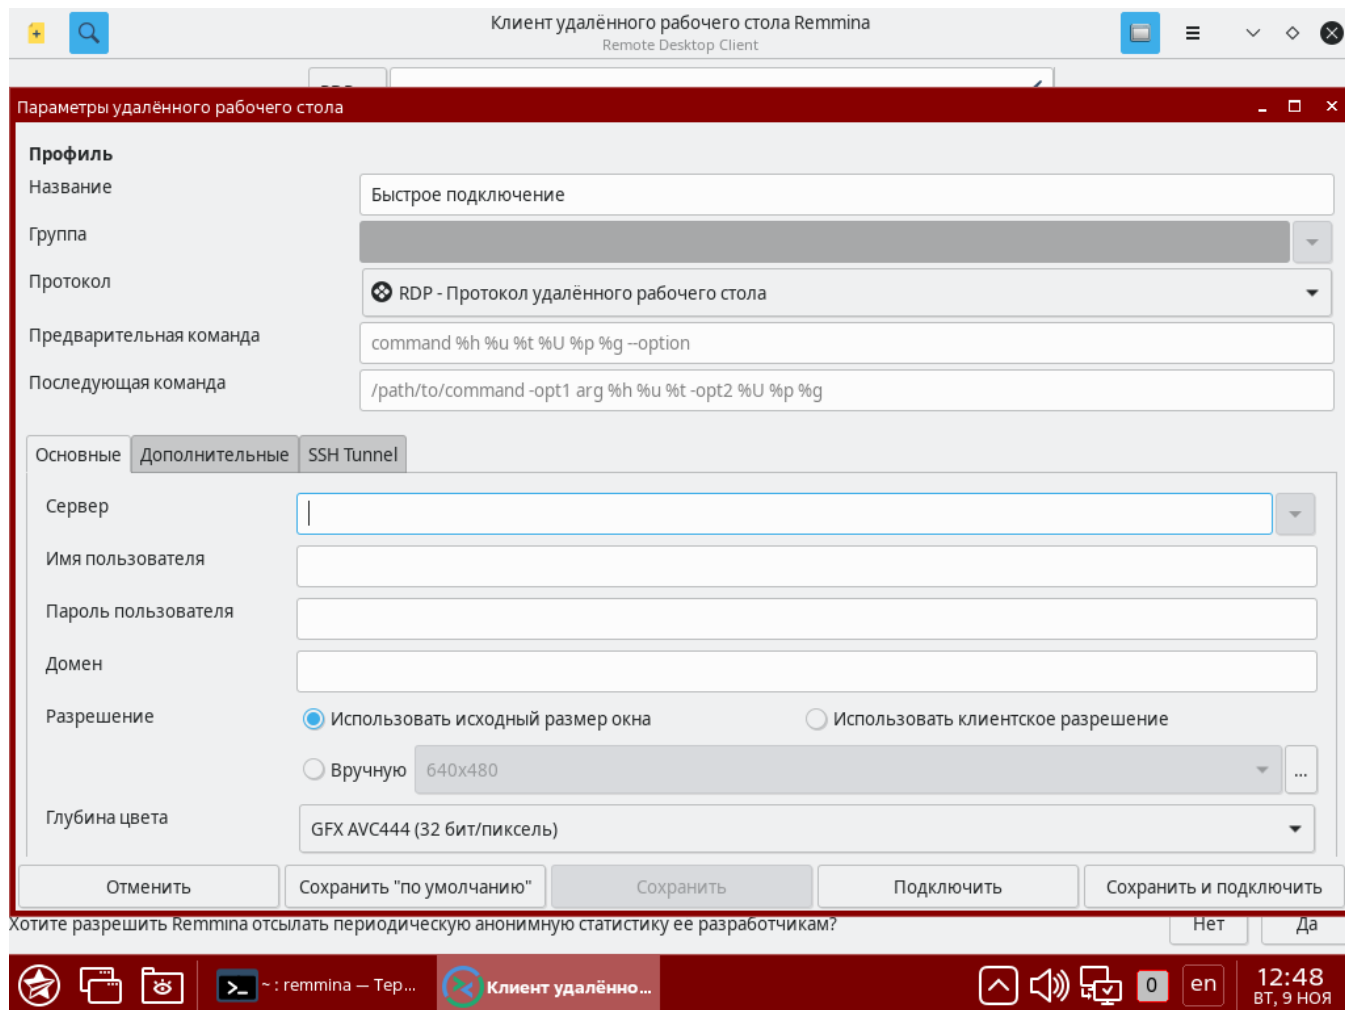 Клиент удалённого рабочего стола Remmina
Remote Desktop Client
Параметры удалённого рабочего стола
Профиль
Название
Быстрое подключение
Группа
Протокол
RDP - Протокол удалённого рабочего стола
Предварительная команда
command %h %u %t %U %p %g --option
Последующая команда
/path/to/command -opt1 arg %h %u %t -opt2 %U %p %g
Основные Дополнительные SSH Tunnel
Сервер
Имя пользователя
Пароль пользователя
Домен
Разрешение
Использовать исходный размер окна Использовать клиентское разрешение
Вручную 640x480 ...
Глубина цвета
GFX AVC444 (32 бит/пиксель)
Отменить Сохранить "по умолчанию" Сохранить Подключить Сохранить и подключить
Хотите разрешить Remmina отсылать периодическую анонимную статистику её разработчикам? Нет Да
~ : remmina — Тер... Клиент удалённо... 0 en 12:48
ВТ, 9 НОЯ